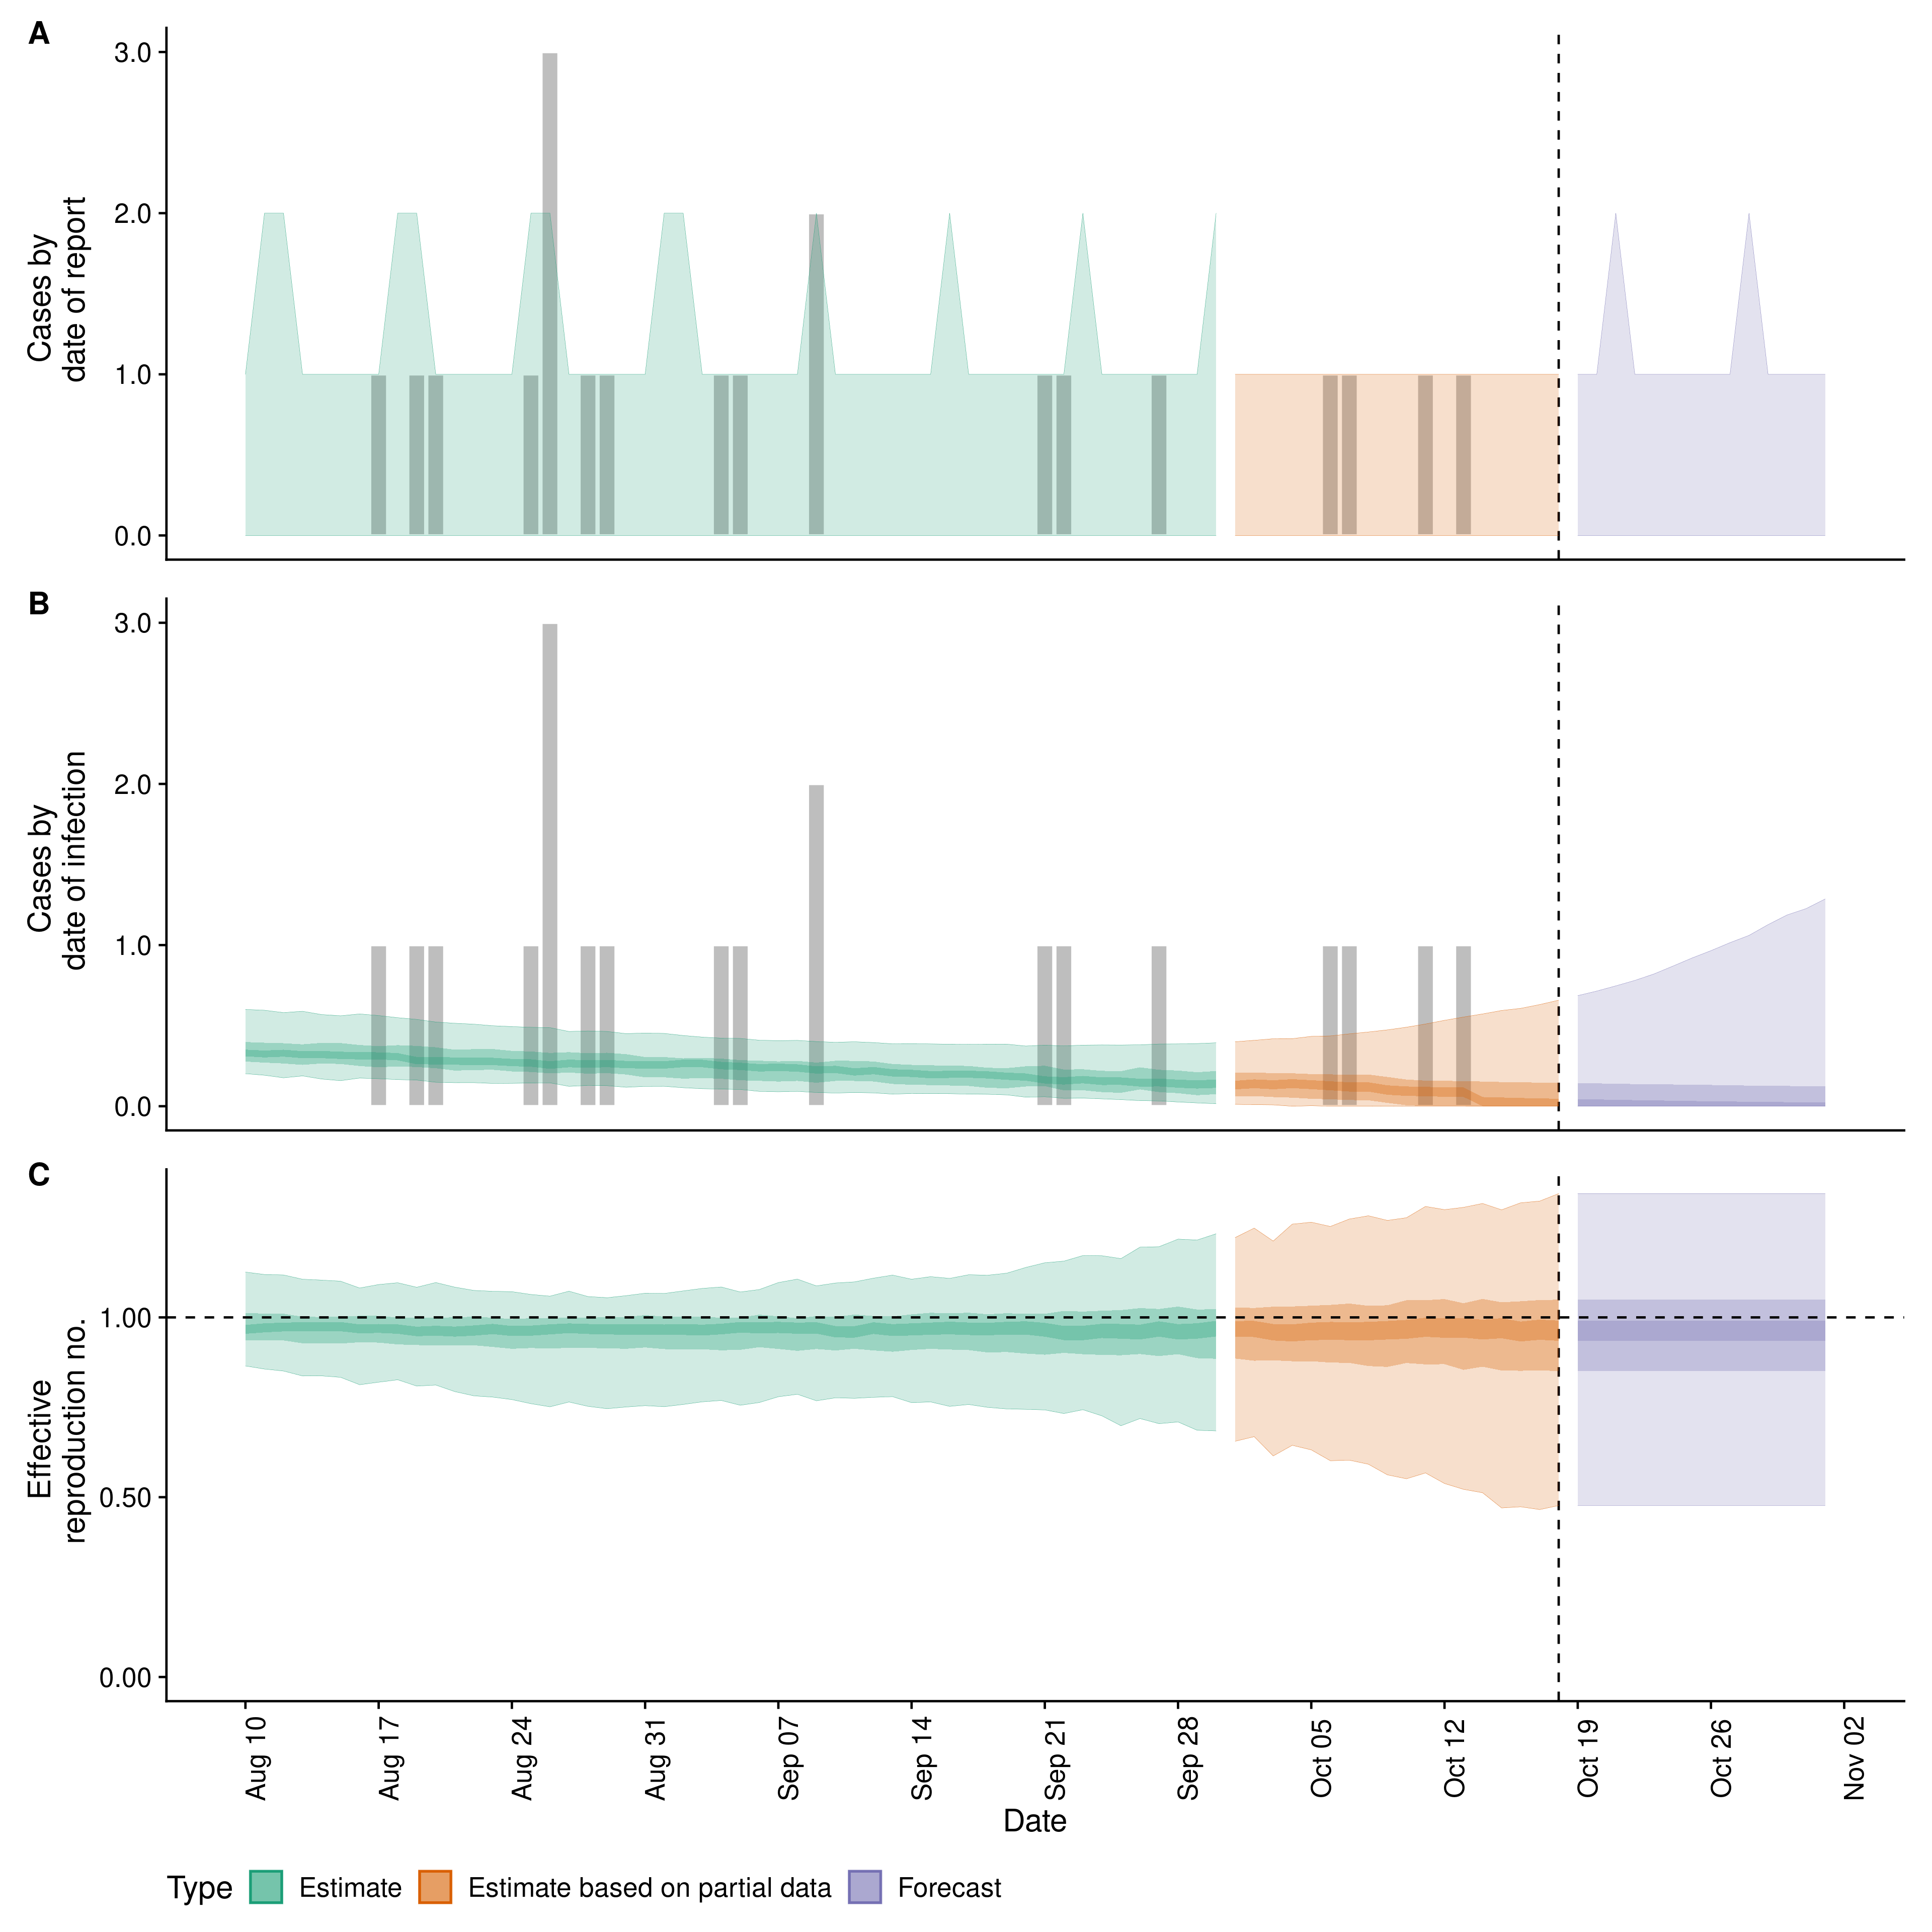 A
3.0
2.0
1.0
0.0
Cases by
date of report
B
3.0
2.0
1.0
0.0
Cases by
date of infection
C
1.00
0.50
0.00
Effective
reproduction no.
Aug 10
Aug 17
Aug 24
Aug 31
Sep 07
Sep 14
Sep 21
Sep 28
Oct 05
Oct 12
Oct 19
Oct 26
Nov 02
Date
Type Estimate Estimate based on partial data Forecast